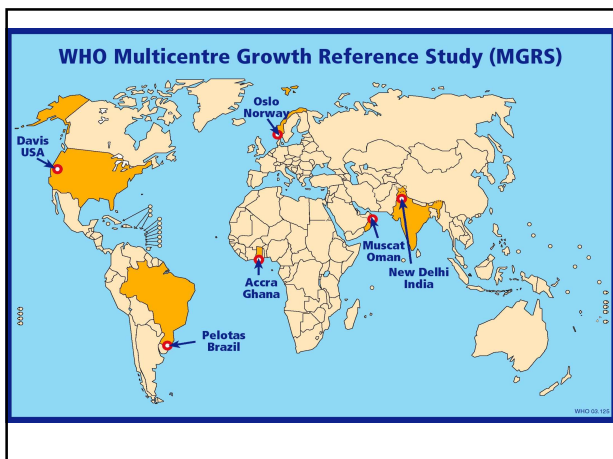 WHO Multicentre Growth Reference Study (MGRS)
Oslo
Norway
Davis
USA
Muscat
Oman
New Delhi
India
Accra
Ghana
Pelotas
Brazil
WHO 03.125